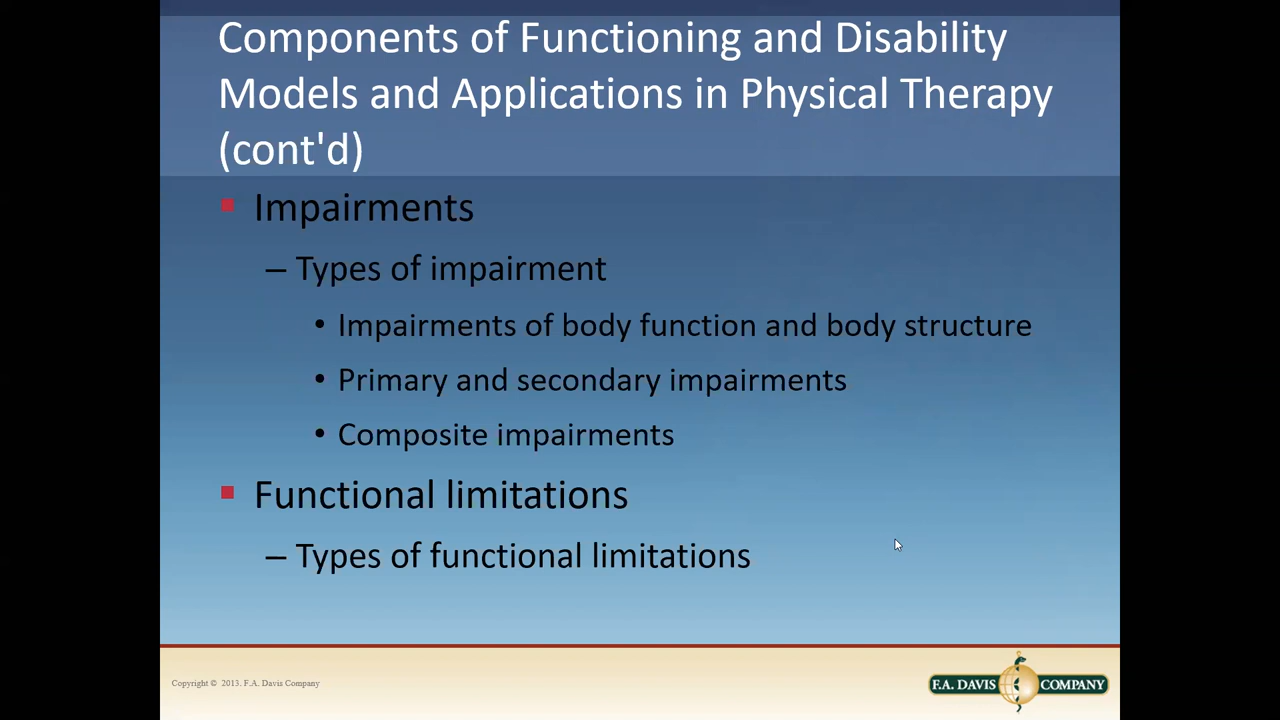 Components of Functioning and Disability
Models and Applications in Physical Therapy
(cont'd)
▪ Impairments
– Types of impairment
• Impairments of body function and body structure
• Primary and secondary impairments
• Composite impairments
▪ Functional limitations
– Types of functional limitations
Copyright © 2013. F.A. Davis Company
F.A. DAVIS COMPANY